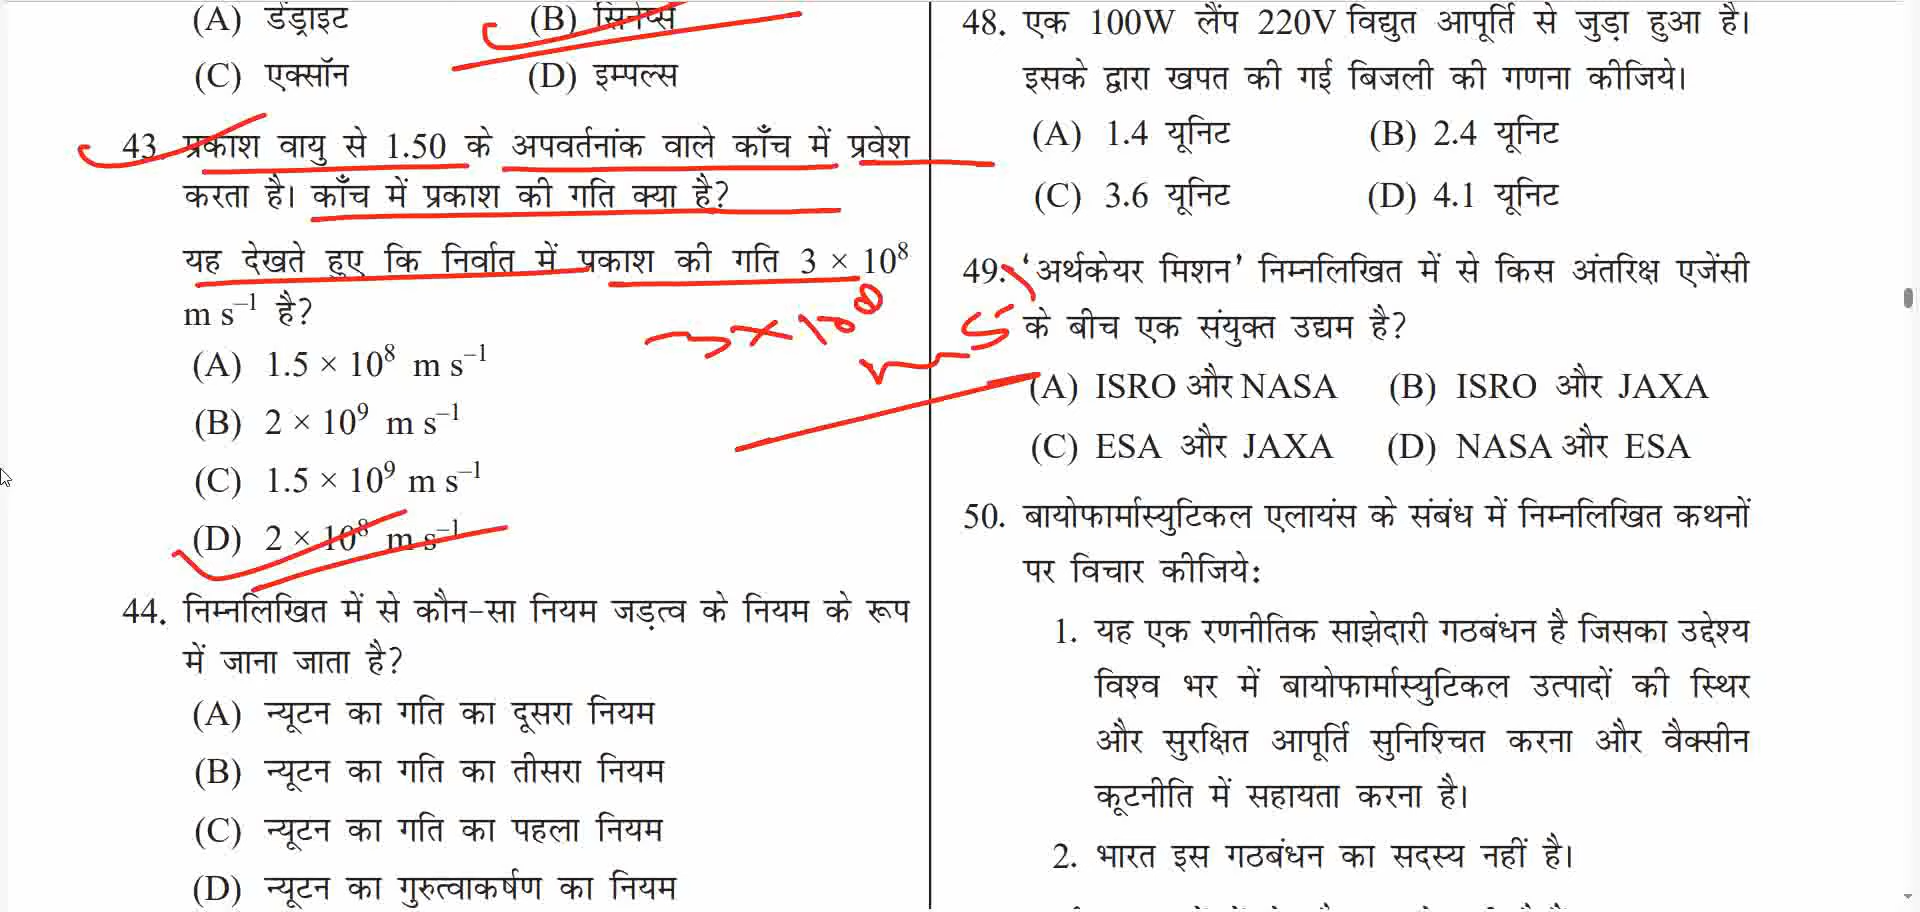 (A) डेंड्राइट (B) सिनेप्स
(C) एक्सॉन (D) इम्पल्स
43. प्रकाश वायु से 1.50 के अपवर्तनांक वाले काँच में प्रवेश
करता है। काँच में प्रकाश की गति क्या है?
यह देखते हुए कि निर्वात में प्रकाश की गति 3 × 10⁸
m s⁻¹ है?
3 × 10⁸
(A) 1.5 × 10⁸ m s⁻¹
(B) 2 × 10⁹ m s⁻¹
(C) 1.5 × 10⁹ m s⁻¹
(D) 2 × 10⁸ m s⁻¹
44. निम्नलिखित में से कौन-सा नियम जड़त्व के नियम के रूप
में जाना जाता है?
(A) न्यूटन का गति का दूसरा नियम
(B) न्यूटन का गति का तीसरा नियम
(C) न्यूटन का गति का पहला नियम
(D) न्यूटन का गुरुत्वाकर्षण का नियम
48. एक 100W लैंप 220V विद्युत आपूर्ति से जुड़ा हुआ है।
इसके द्वारा खपत की गई बिजली की गणना कीजिये।
(A) 1.4 यूनिट (B) 2.4 यूनिट
(C) 3.6 यूनिट (D) 4.1 यूनिट
49. ‘अर्थकेयर मिशन’ निम्नलिखित में से किस अंतरिक्ष एजेंसी
के बीच एक संयुक्त उद्यम है?
(A) ISRO और NASA (B) ISRO और JAXA
(C) ESA और JAXA (D) NASA और ESA
50. बायोफार्मास्युटिकल एलायंस के संबंध में निम्नलिखित कथनों
पर विचार कीजिये:
1. यह एक रणनीतिक साझेदारी गठबंधन है जिसका उद्देश्य
विश्व भर में बायोफार्मास्युटिकल उत्पादों की स्थिर
और सुरक्षित आपूर्ति सुनिश्चित करना और वैक्सीन
कूटनीति में सहायता करना है।
2. भारत इस गठबंधन का सदस्य नहीं है।